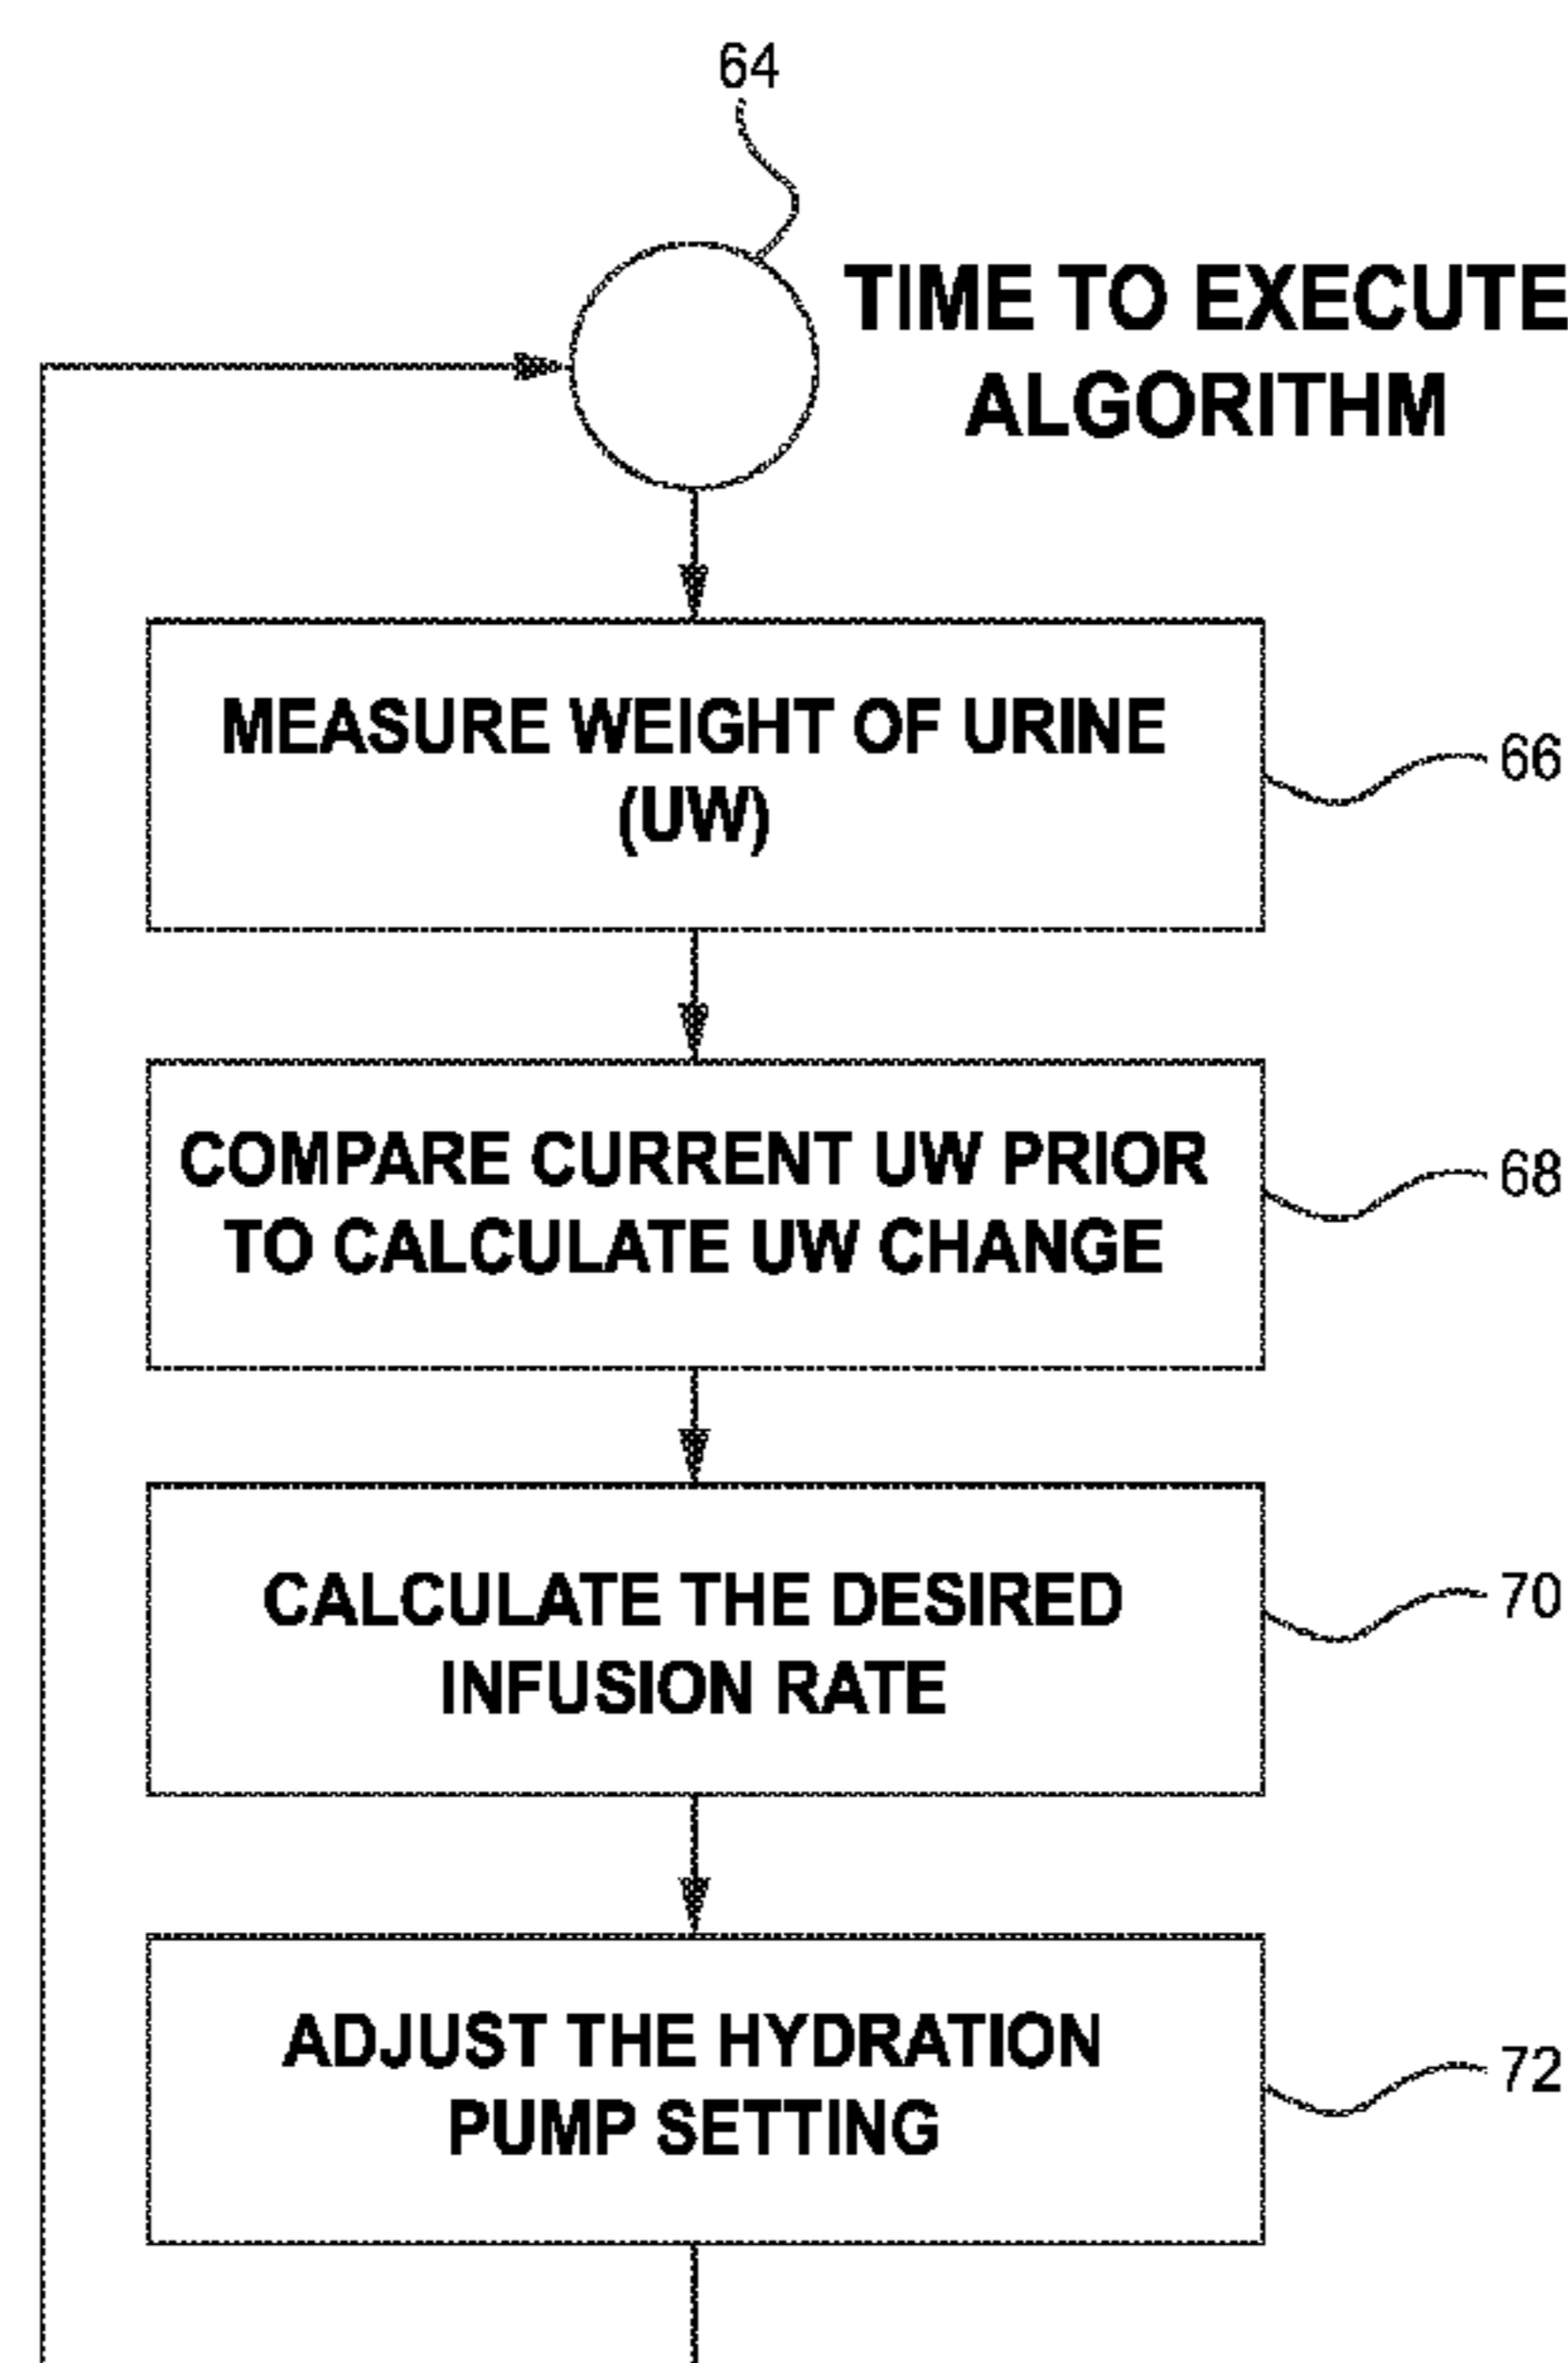 64
TIME TO EXECUTE
ALGORITHM
MEASURE WEIGHT OF URINE
(UW)
66
COMPARE CURRENT UW PRIOR
TO CALCULATE UW CHANGE
68
CALCULATE THE DESIRED
INFUSION RATE
70
ADJUST THE HYDRATION
PUMP SETTING
72